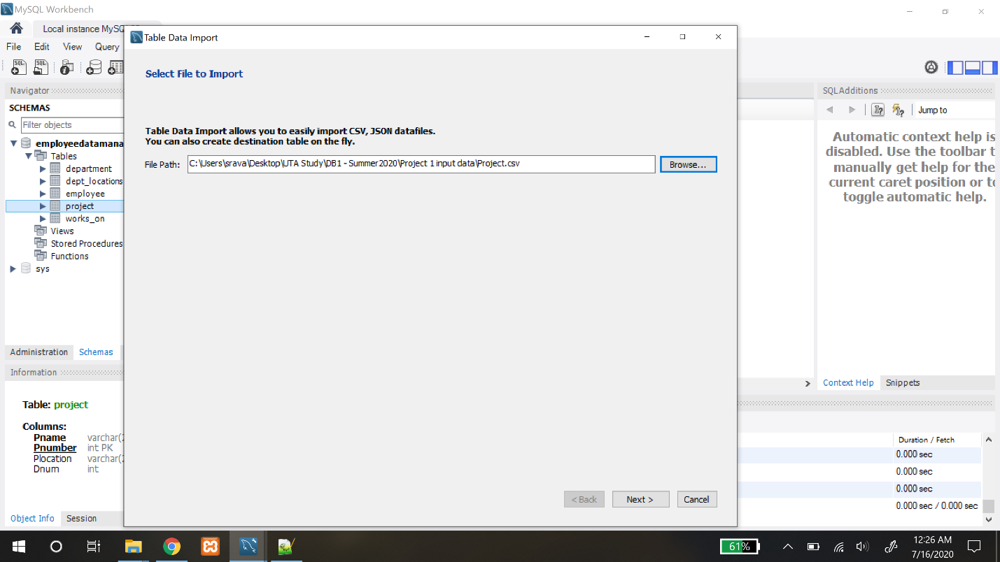 MySQL Workbench
Local instance MySQL
File Edit View Query
Navigator
SCHEMAS
Filter objects
employeedatamana
Tables
department
dept_locations
employee
project
works_on
Views
Stored Procedures
Functions
sys
Administration Schemas
Information
Table: project
Columns:
Pname varchar(2
Pnumber int PK
Plocation varchar(2
Dnum int
Object Info Session
Table Data Import
Select File to Import
Table Data Import allows you to easily import CSV, JSON datafiles.
You can also create destination table on the fly.
File Path: C:\Users\srava\Desktop\UTA Study\DB1 - Summer2020\Project 1 input data\Project.csv Browse...
< Back Next > Cancel
SQLAdditions
Jump to
Automatic context help is
disabled. Use the toolbar t
manually get help for the
current caret position or to
toggle automatic help.
Context Help Snippets
Duration / Fetch
0.000 sec
0.000 sec
0.000 sec
0.000 sec / 0.000 sec
61%
12:26 AM
7/16/2020